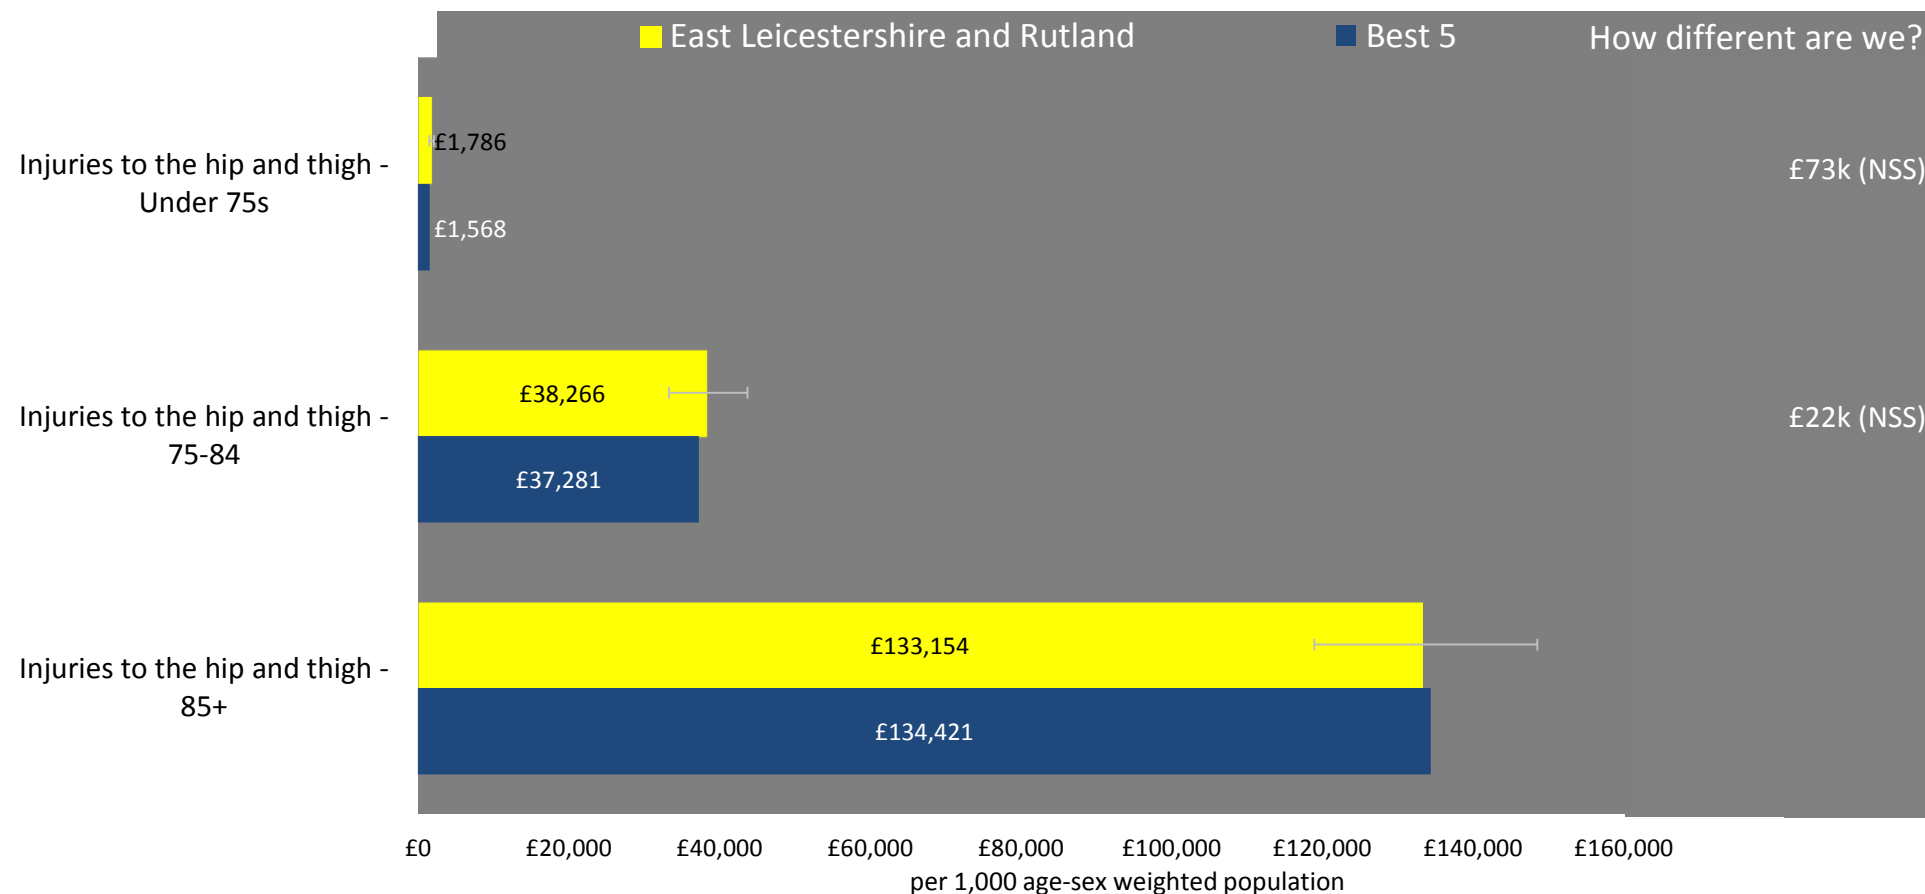 East Leicestershire and Rutland Best 5 How different are we?
Injuries to the hip and thigh -
Under 75s
£1,786
£1,568
£73k (NSS)
Injuries to the hip and thigh -
75-84
£38,266
£37,281
£22k (NSS)
Injuries to the hip and thigh -
85+
£133,154
£134,421
£0 £20,000 £40,000 £60,000 £80,000 £100,000 £120,000 £140,000 £160,000
per 1,000 age-sex weighted population